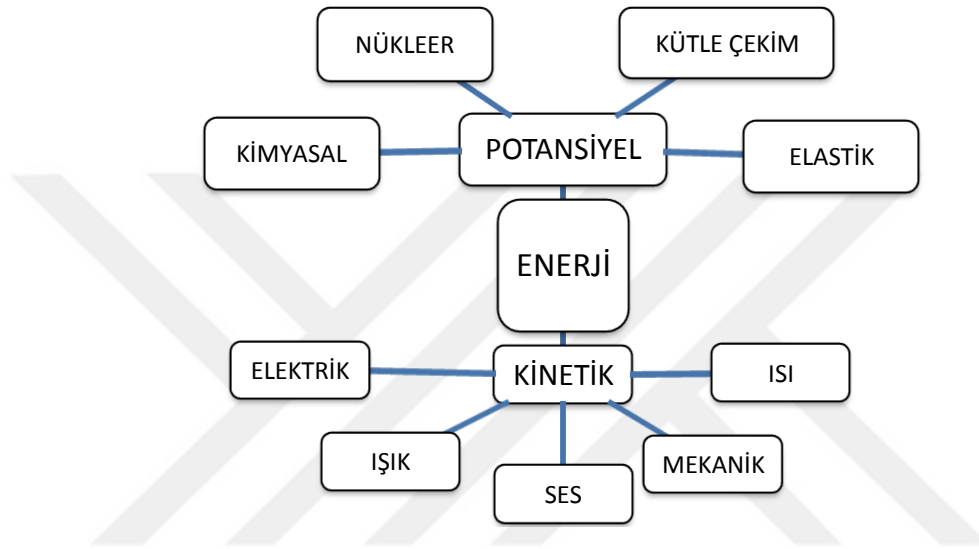 NÜKLEER
KÜTLE ÇEKİM
KİMYASAL
POTANSİYEL
ELASTİK
ENERJİ
ELEKTRİK
KİNETİK
ISI
IŞIK
SES
MEKANİK